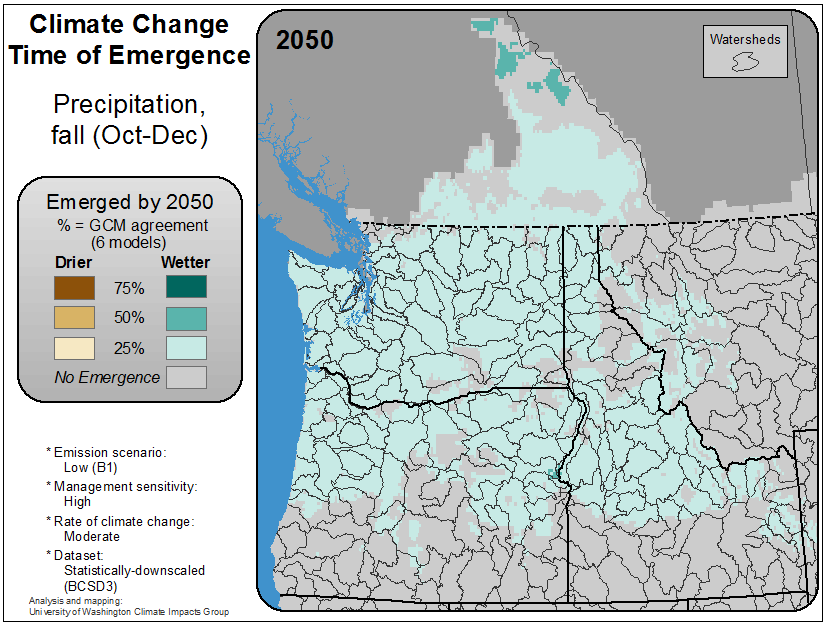 Climate Change
Time of Emergence
Precipitation,
fall (Oct-Dec)
Emerged by 2050
% = GCM agreement
(6 models)
Drier Wetter
75%
50%
25%
No Emergence
* Emission scenario:
Low (B1)
* Management sensitivity:
High
* Rate of climate change:
Moderate
* Dataset:
Statistically-downscaled
(BCSD3)
Analysis and mapping:
University of Washington Climate Impacts Group
2050
Watersheds